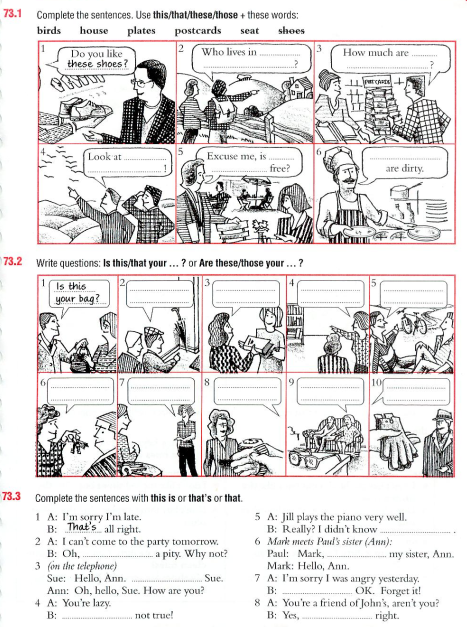 73.1 Complete the sentences. Use this/that/these/those + these words:
birds house plates postcards seat shoes
1 Do you like
these shoes?
2 Who lives in ............
............ ?
3 How much are ............
............ ?
POSTCARDS
4 Look at ............
............ !
5 Excuse me, is ............
............ free?
6 ............
............ are dirty.
73.2 Write questions: Is this/that your ... ? or Are these/those your ... ?
1 Is this
your bag?
2
3
4
5
6
7
8
9
10
73.3 Complete the sentences with this is or that's or that.
1 A: I'm sorry I'm late.
B: That's all right.
2 A: I can't come to the party tomorrow.
B: Oh, ............ a pity. Why not?
3 (on the telephone)
Sue: Hello, Ann. ............ Sue.
Ann: Oh, hello, Sue. How are you?
4 A: You're lazy.
B: ............ not true!
5 A: Jill plays the piano very well.
B: Really? I didn't know ............ .
6 Mark meets Paul's sister (Ann):
Paul: Mark, ............ my sister, Ann.
Mark: Hello, Ann.
7 A: I'm sorry I was angry yesterday.
B: ............ OK. Forget it!
8 A: You're a friend of John's, aren't you?
B: Yes, ............ right.